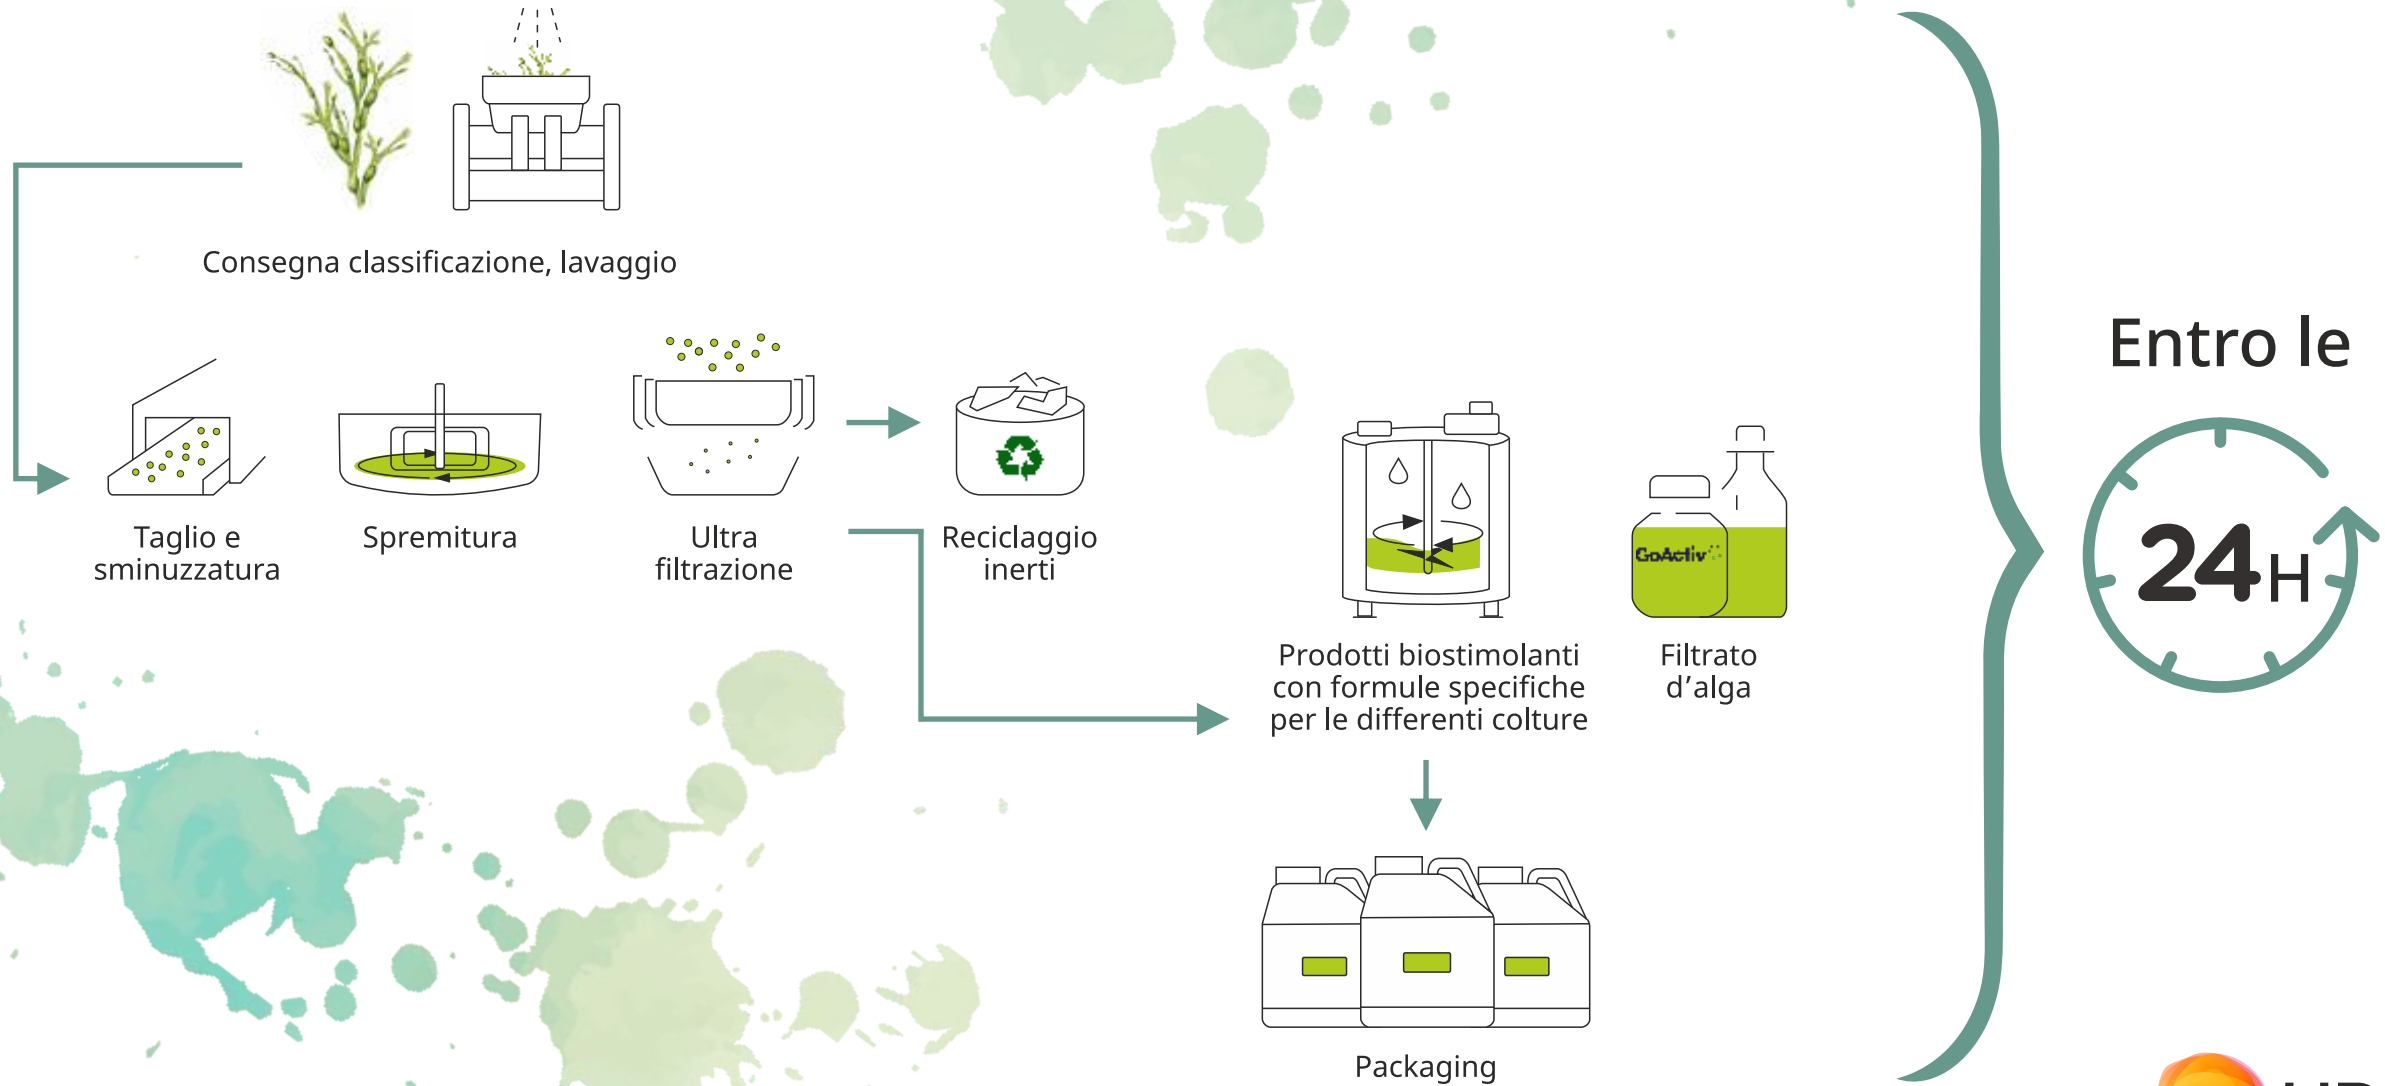 Consegna classificazione, lavaggio
Taglio e
sminuzzatura
Spremitura
Ultra
filtrazione
Reciclaggio
inerti
GoActiv
Prodotti biostimolanti
con formule specifiche
per le differenti colture
Filtrato
d’alga
Packaging
Entro le
24H